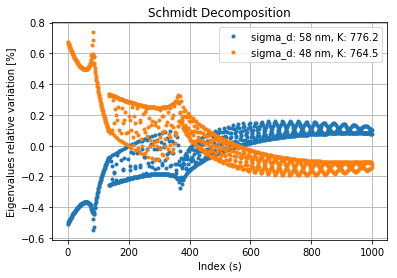 Schmidt Decomposition
Eigenvalues relative variation [%]
0.8
0.6
0.4
0.2
0.0
−0.2
−0.4
−0.6
sigma_d: 58 nm, K: 776.2
sigma_d: 48 nm, K: 764.5
0 200 400 600 800 1000
Index (s)